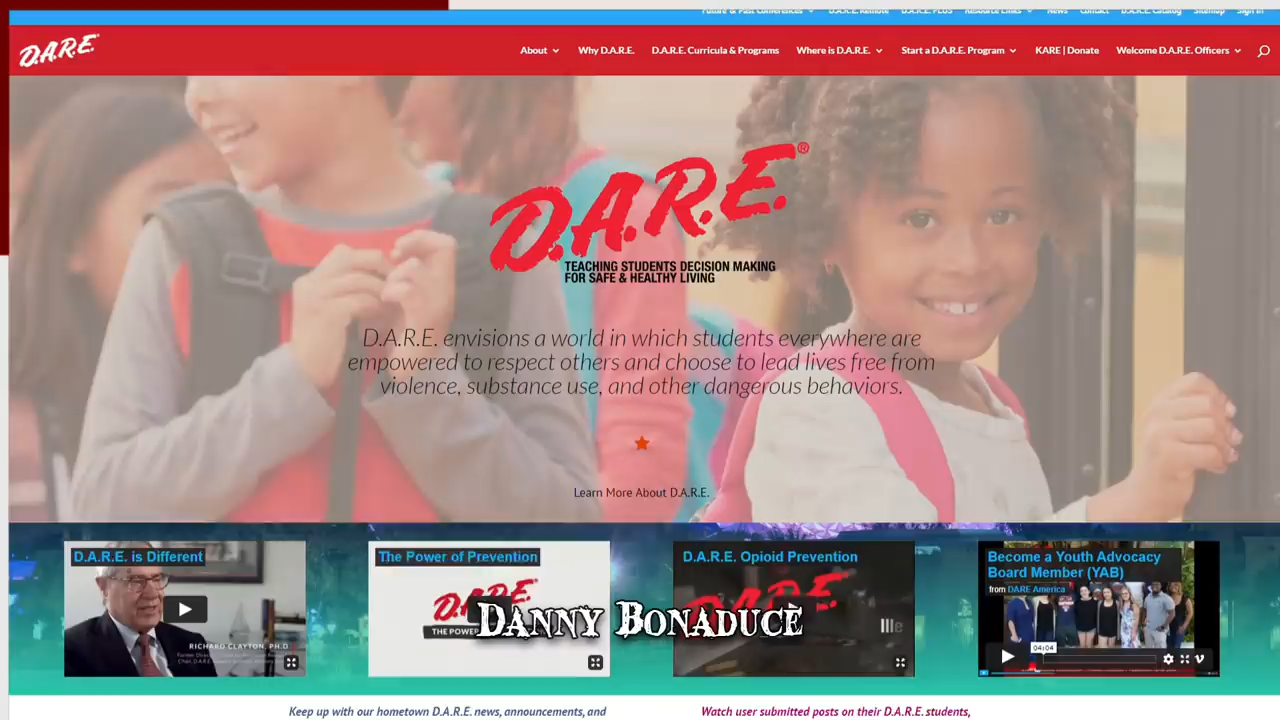 Future & Past Conferences D.A.R.E. Remote D.A.R.E. PLUS Resource Links News Contact D.A.R.E. Catalog Sitemap Sign In
D.A.R.E.
About Why D.A.R.E. D.A.R.E. Curricula & Programs Where is D.A.R.E. Start a D.A.R.E. Program KARE | Donate Welcome D.A.R.E. Officers
D.A.R.E.®
TEACHING STUDENTS DECISION MAKING
FOR SAFE & HEALTHY LIVING
D.A.R.E. envisions a world in which students everywhere are
empowered to respect others and choose to lead lives free from
violence, substance use, and other dangerous behaviors.
Learn More About D.A.R.E.
D.A.R.E. is Different
RICHARD CLAYTON, PH.D.
The Power of Prevention
D.A.R.E.
THE POWER
D.A.R.E. Opioid Prevention
D.A.R.E.
Become a Youth Advocacy
Board Member (YAB)
from DARE America
04:04
DANNY BONADUCE
Keep up with our hometown D.A.R.E. news, announcements, and
Watch user submitted posts on their D.A.R.E. students,